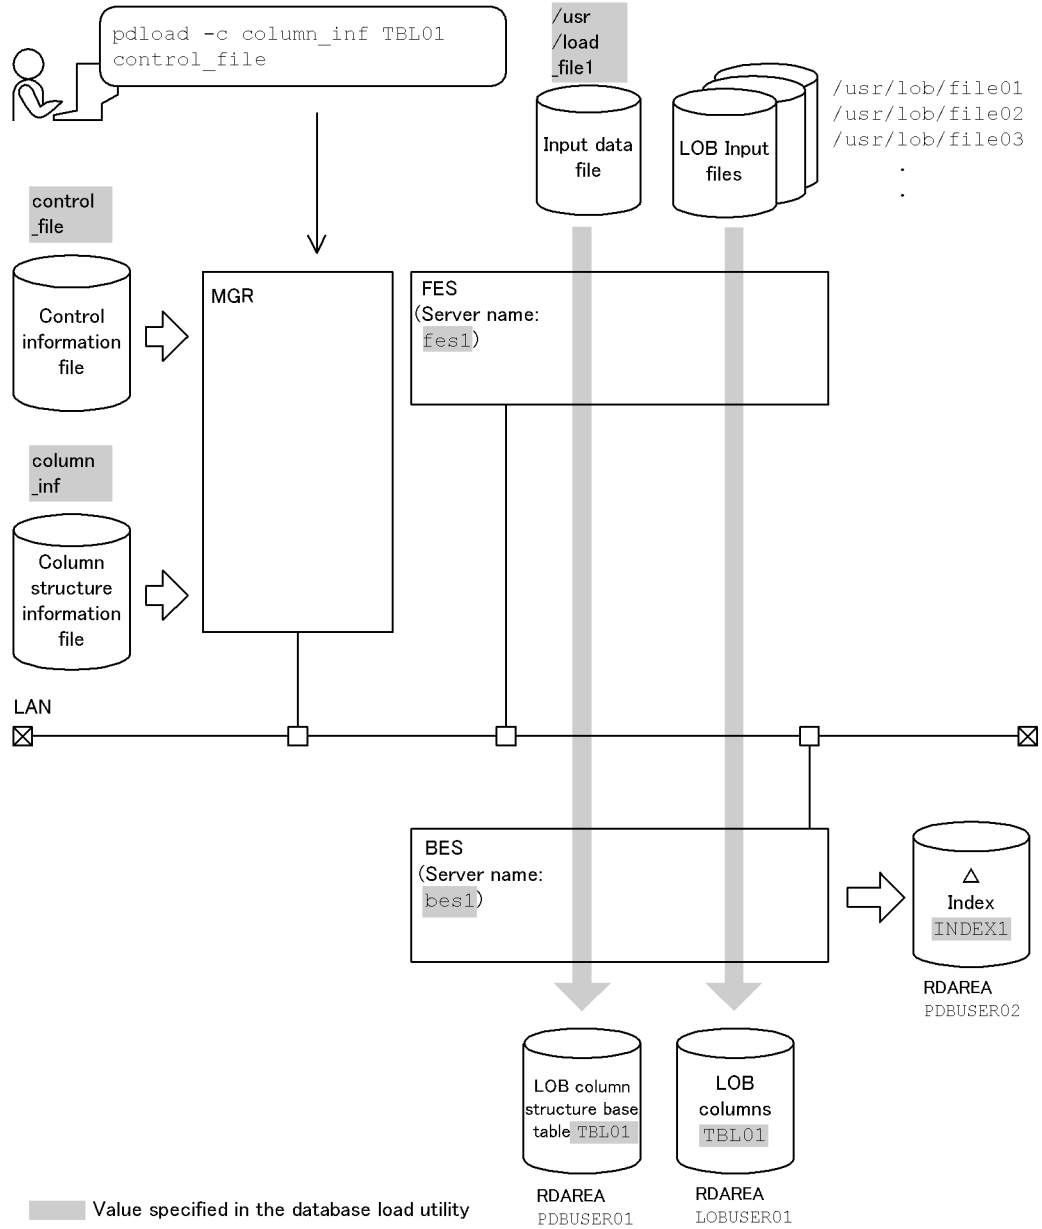 pdload -c column_inf TBL01
control_file
/usr
/load
_file1
Input data
file
LOB Input
files
/usr/lob/file01
/usr/lob/file02
/usr/lob/file03
.
.
control
_file
Control
information
file
MGR
FES
(Server name:
fes1)
column
_inf
Column
structure
information
file
LAN
BES
(Server name:
bes1)
△
Index
INDEX1
RDAREA
PDBUSER02
LOB column
structure base
table TBL01
RDAREA
PDBUSER01
LOB
columns
TBL01
RDAREA
LOBUSER01
Value specified in the database load utility